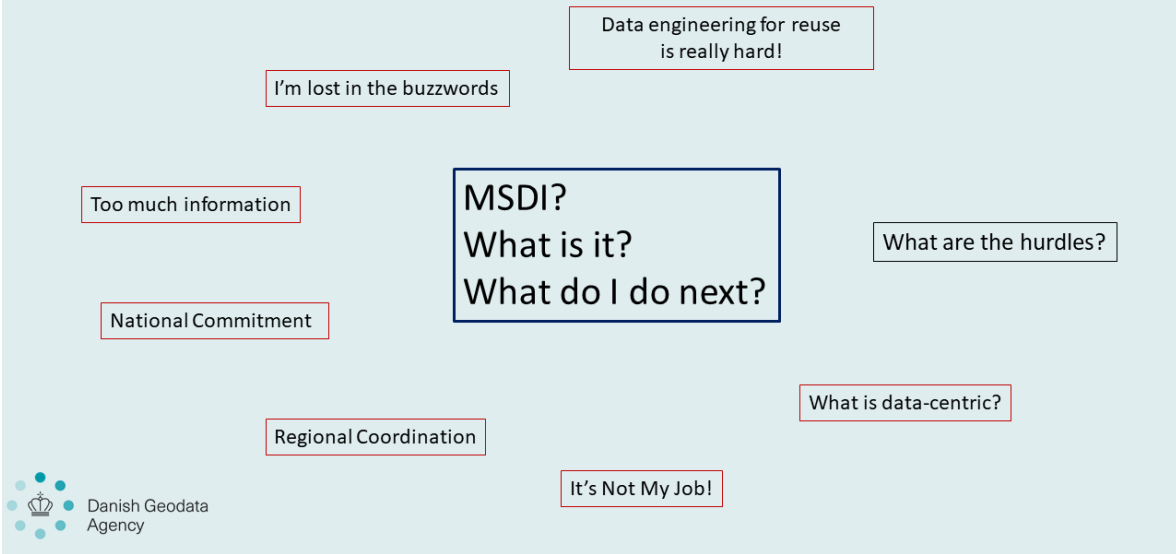 Data engineering for reuse
is really hard!
I'm lost in the buzzwords
Too much information
MSDI?
What is it?
What do I do next?
What are the hurdles?
National Commitment
What is data-centric?
Regional Coordination
It's Not My Job!
Danish Geodata
Agency